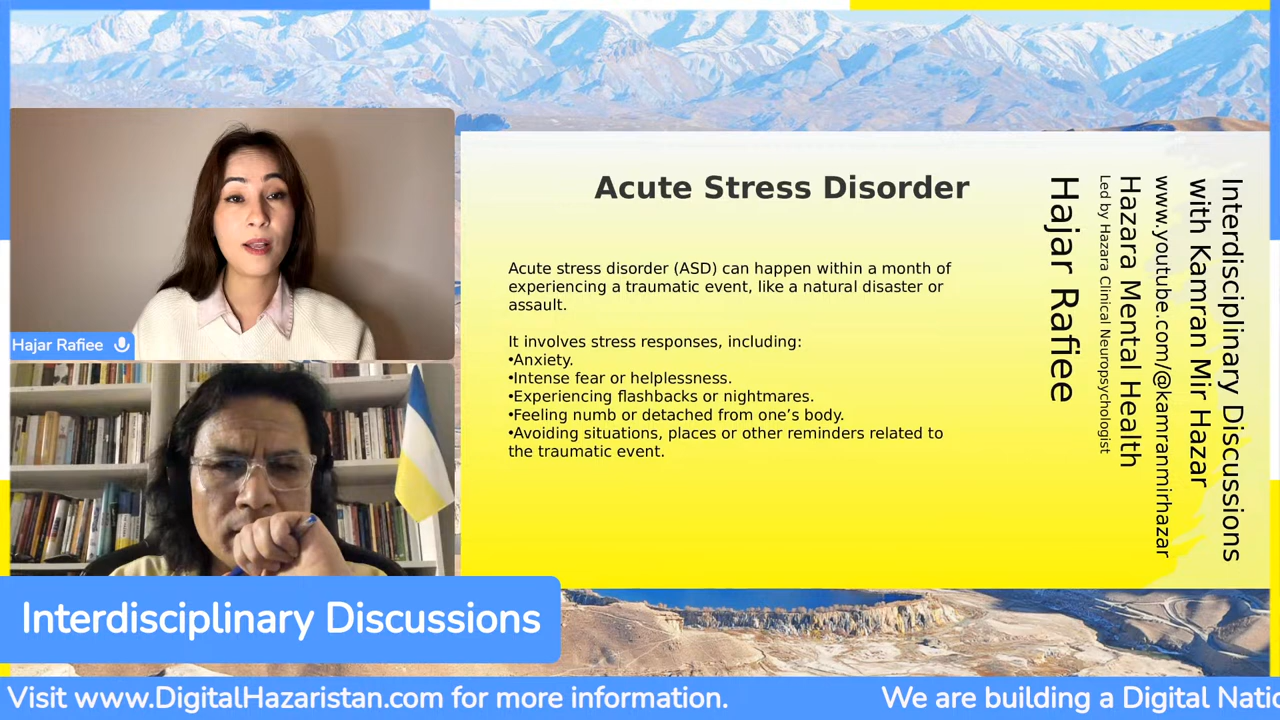 Acute Stress Disorder
Acute stress disorder (ASD) can happen within a month of
experiencing a traumatic event, like a natural disaster or
assault.
It involves stress responses, including:
•Anxiety.
•Intense fear or helplessness.
•Experiencing flashbacks or nightmares.
•Feeling numb or detached from one’s body.
•Avoiding situations, places or other reminders related to
the traumatic event.
Interdisciplinary Discussions
with Kamran Mir Hazar
www.youtube.com/@kamranmirhazar
Hazara Mental Health
Led by Hazara Clinical Neuropsychologist
Hajar Rafiee
Hajar Rafiee
Interdisciplinary Discussions
Visit www.DigitalHazaristan.com for more information.
We are building a Digital Natio